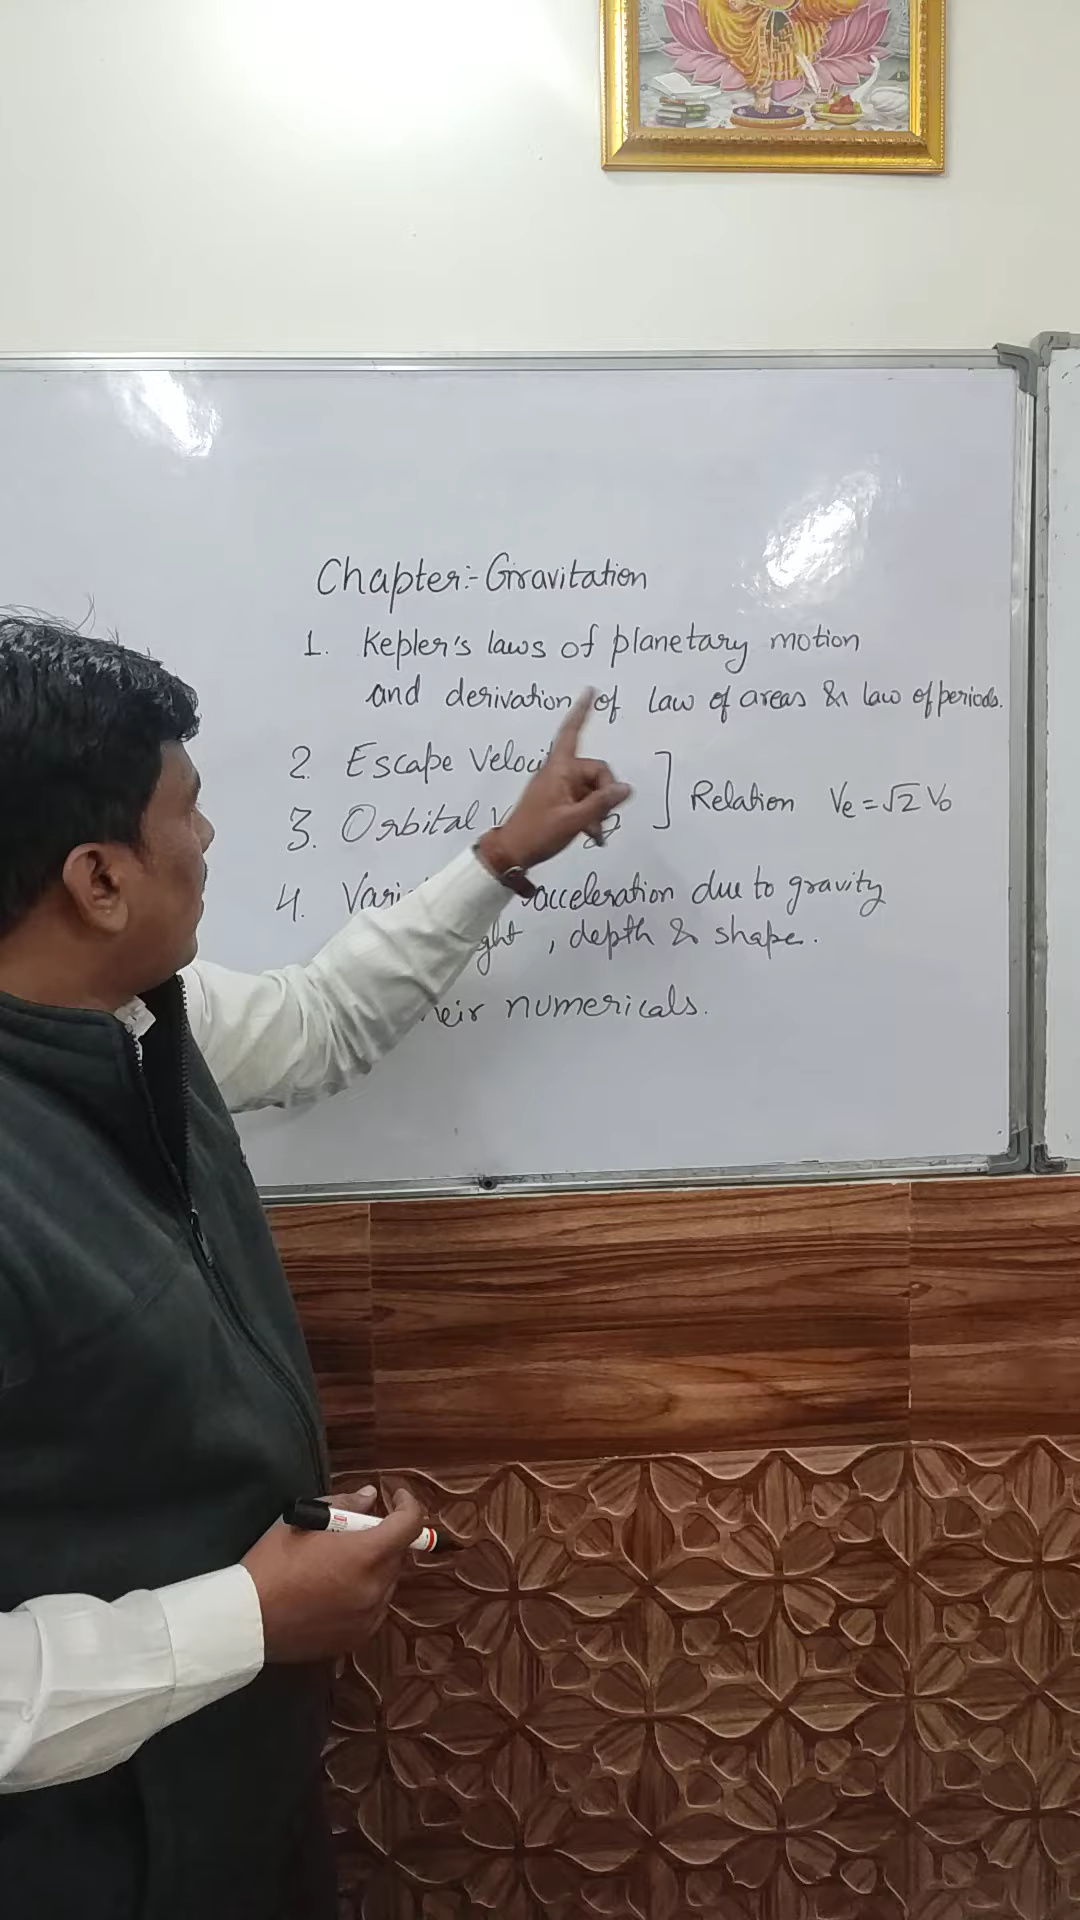 Chapter:- Gravitation
1. Kepler's laws of planetary motion
and derivation of law of areas & law of periods.
2. Escape
3. Orbital
] Relation Ve = √2 Vo
4. acceleration due to gravity
, depth & shape.
numericals.